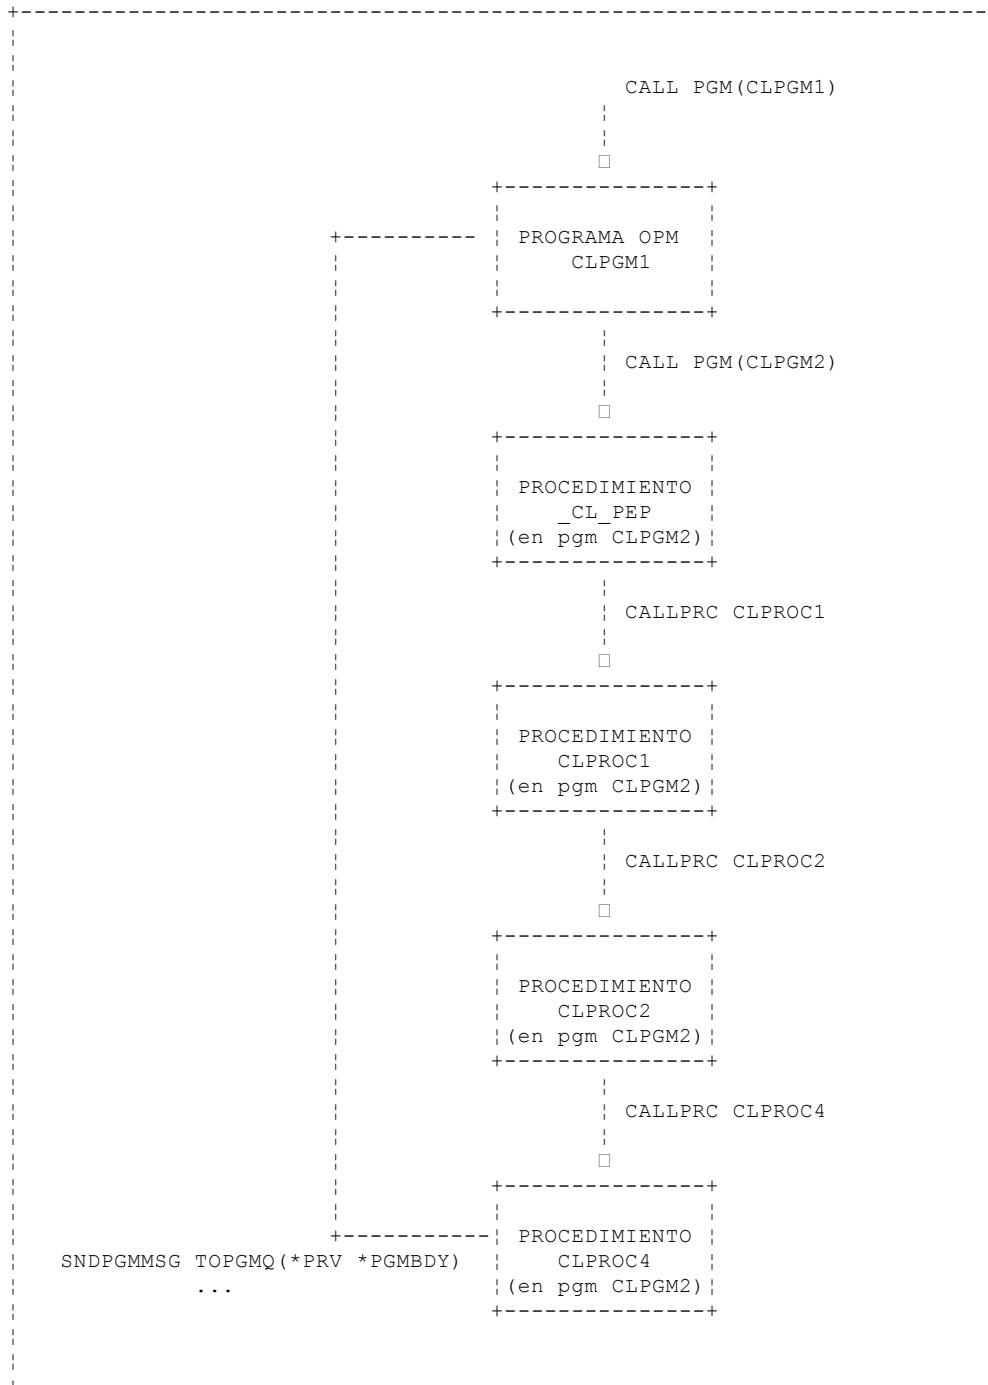 CALL PGM(CLPGM1)
PROGRAMA OPM
CLPGM1
CALL PGM(CLPGM2)
PROCEDIMIENTO
_CL_PEP
(en pgm CLPGM2)
CALLPRC CLPROC1
PROCEDIMIENTO
CLPROC1
(en pgm CLPGM2)
CALLPRC CLPROC2
PROCEDIMIENTO
CLPROC2
(en pgm CLPGM2)
CALLPRC CLPROC4
PROCEDIMIENTO
SNDPGMMSG TOPGMQ(*PRV *PGMBDY) CLPROC4
... (en pgm CLPGM2)